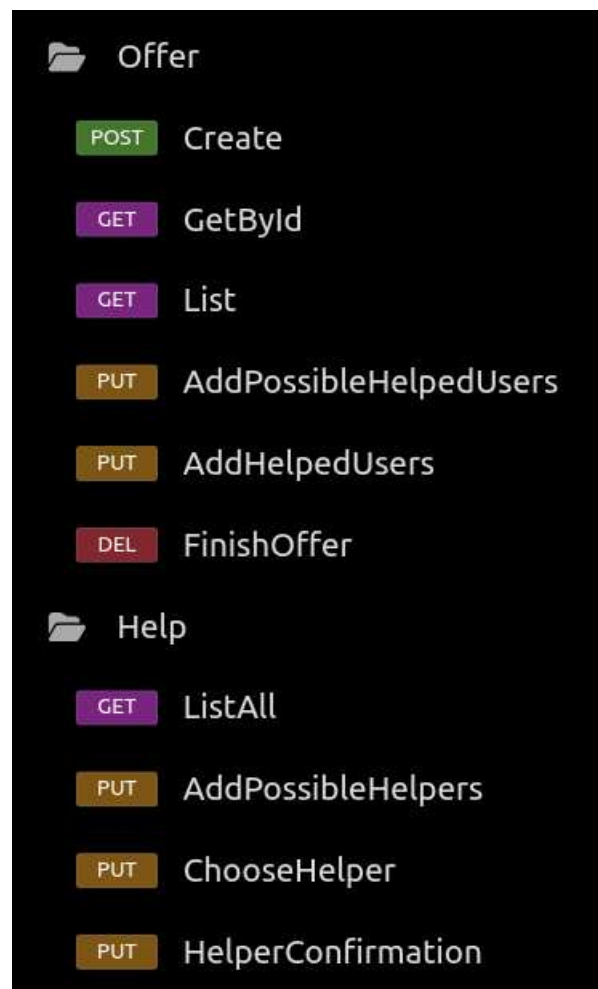 Offer
POST Create
GET GetById
GET List
PUT AddPossibleHelpedUsers
PUT AddHelpedUsers
DEL FinishOffer
Help
GET ListAll
PUT AddPossibleHelpers
PUT ChooseHelper
PUT HelperConfirmation